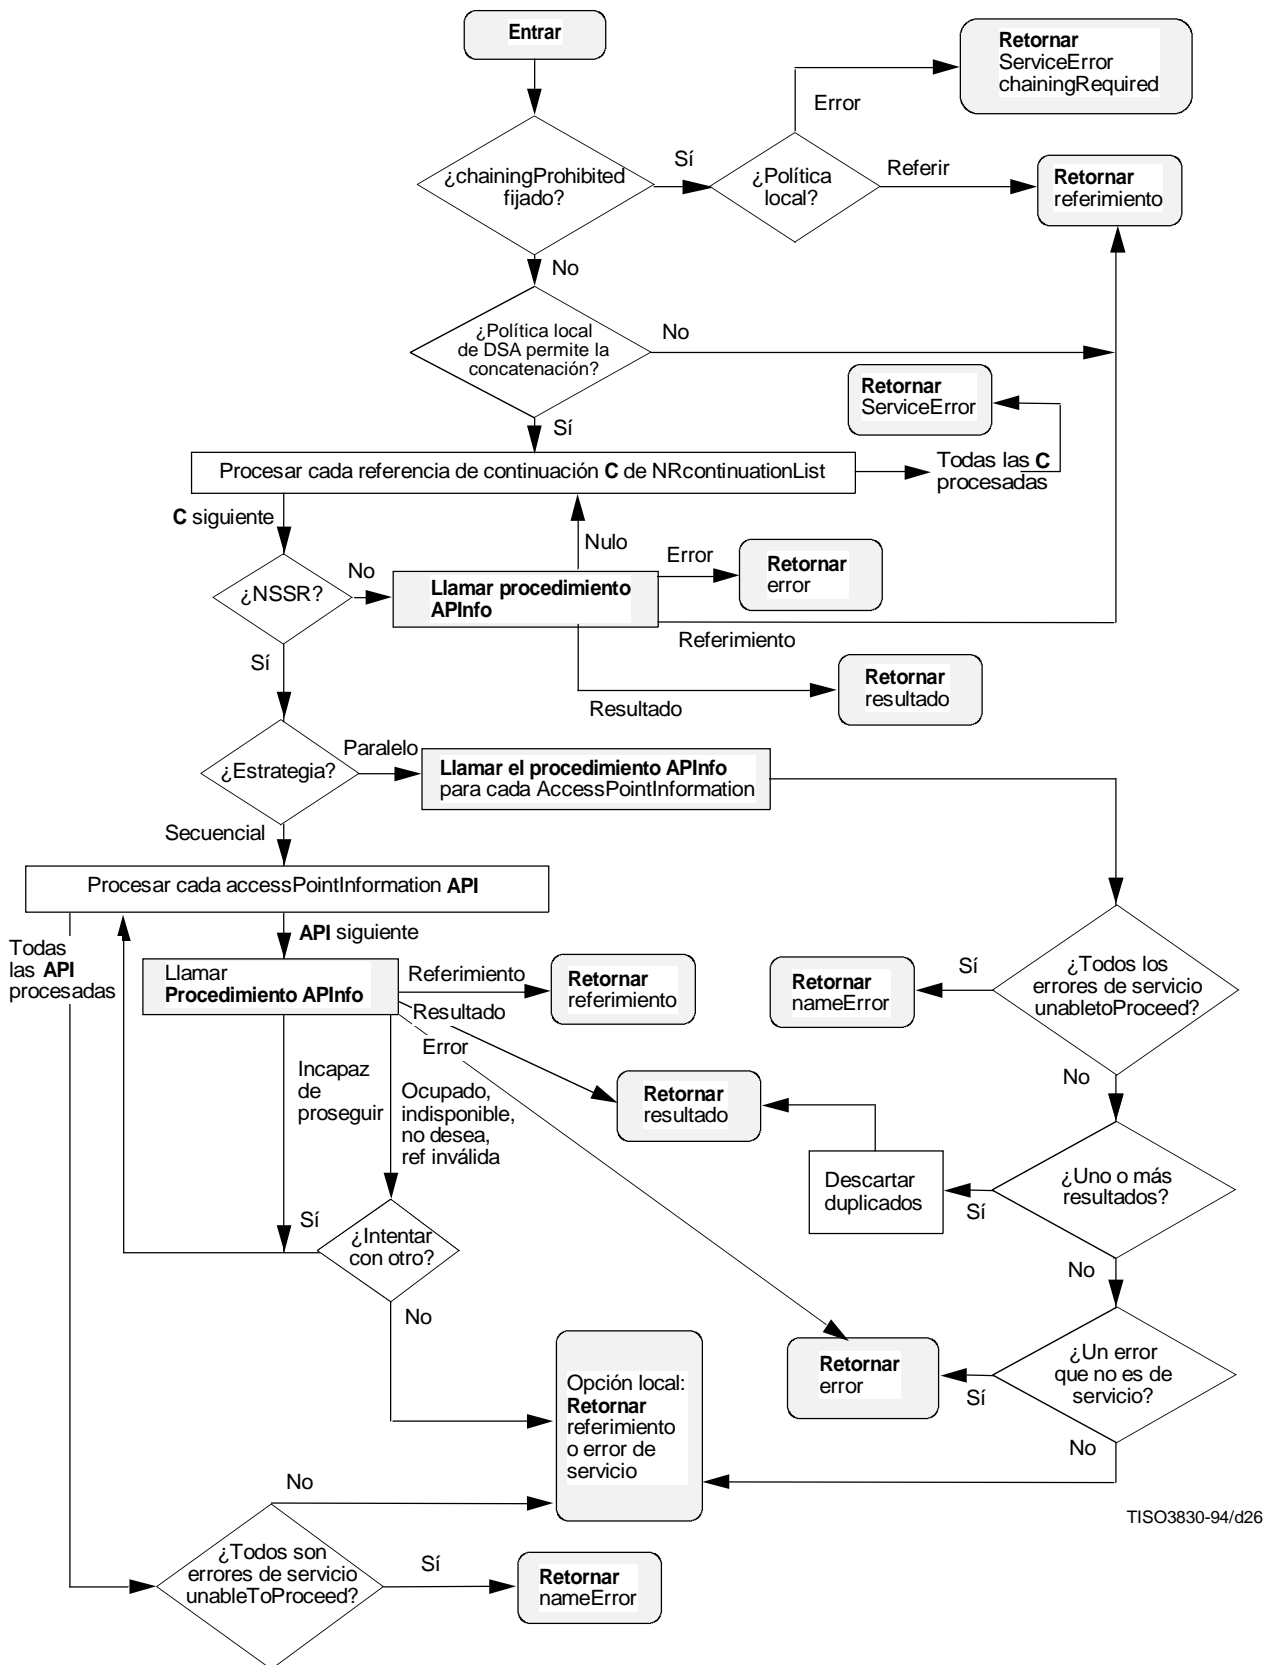 Entrar
Retornar
ServiceError
chainingRequired
Error
¿chainingProhibited
fijado?
Sí
¿Política
local?
Referir
Retornar
referimiento
No
¿Política local
de DSA permite la
concatenación?
No
Retornar
ServiceError
Sí
Procesar cada referencia de continuación C de NRcontinuationList
Todas las C
procesadas
C siguiente
Nulo
¿NSSR?
No
Llamar procedimiento
APInfo
Error
Retornar
error
Referimiento
Sí
Resultado
Retornar
resultado
¿Estrategia?
Paralelo
Llamar el procedimiento APInfo
para cada AccessPointInformation
Secuencial
Procesar cada accessPointInformation API
Todas
las API
procesadas
API siguiente
Llamar
Procedimiento APInfo
Referimiento
Retornar
referimiento
Resultado
Error
Retornar
nameError
Sí
¿Todos los
errores de servicio
unabletoProceed?
No
Incapaz
de
proseguir
Ocupado,
indisponible,
no desea,
ref inválida
Retornar
resultado
Descartar
duplicados
Sí
¿Uno o más
resultados?
No
Sí
¿Intentar
con otro?
No
Retornar
error
Sí
¿Un error
que no es de
servicio?
No
Opción local:
Retornar
referimiento
o error de
servicio
No
¿Todos son
errores de servicio
unableToProceed?
Sí
Retornar
nameError
TISO3830-94/d26